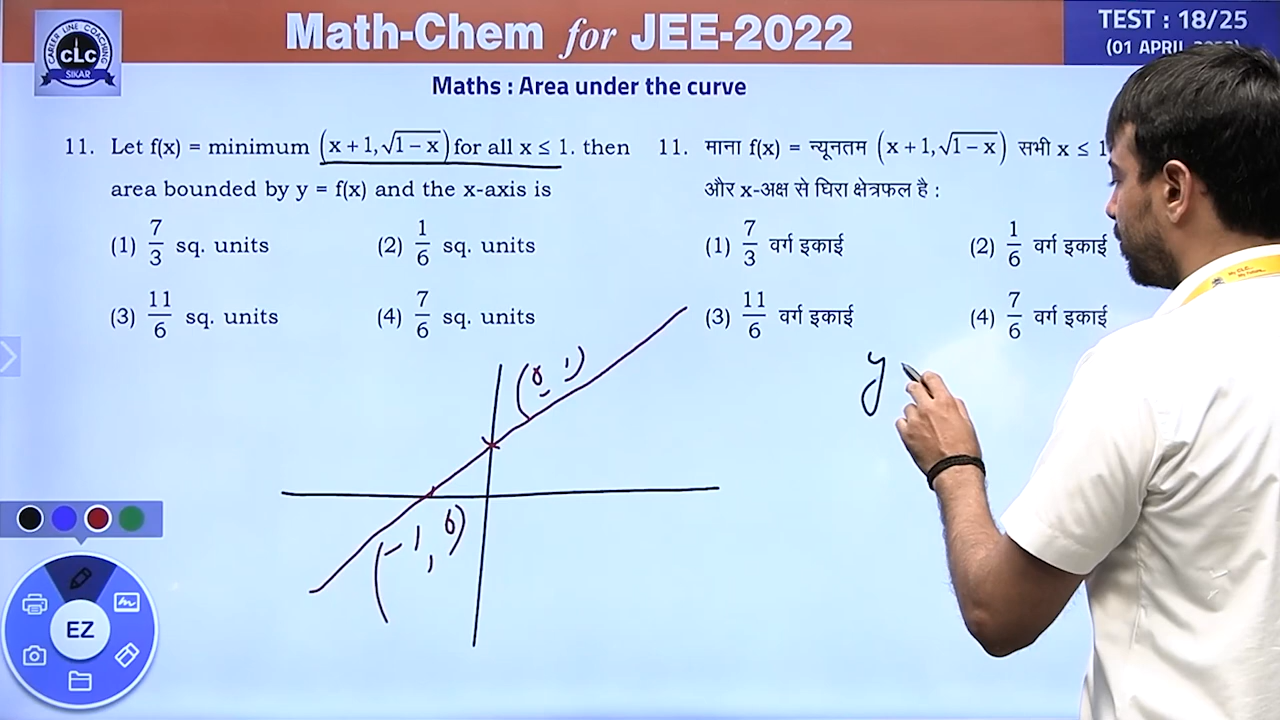 CAREER LINE COACHING
CLC
SIKAR
Math-Chem for JEE-2022
TEST : 18/25
(01 APRIL
Maths : Area under the curve
11. Let f(x) = minimum (x + 1, √(1 – x)) for all x ≤ 1. then
area bounded by y = f(x) and the x-axis is
(1) 7/3 sq. units (2) 1/6 sq. units
(3) 11/6 sq. units (4) 7/6 sq. units
11. माना f(x) = न्यूनतम (x + 1, √(1 – x)) सभी x ≤ 1
और x-अक्ष से घिरा क्षेत्रफल है :
(1) 7/3 वर्ग इकाई (2) 1/6 वर्ग इकाई
(3) 11/6 वर्ग इकाई (4) 7/6 वर्ग इकाई
(0, 1)
y
(-1, 0)
EZ